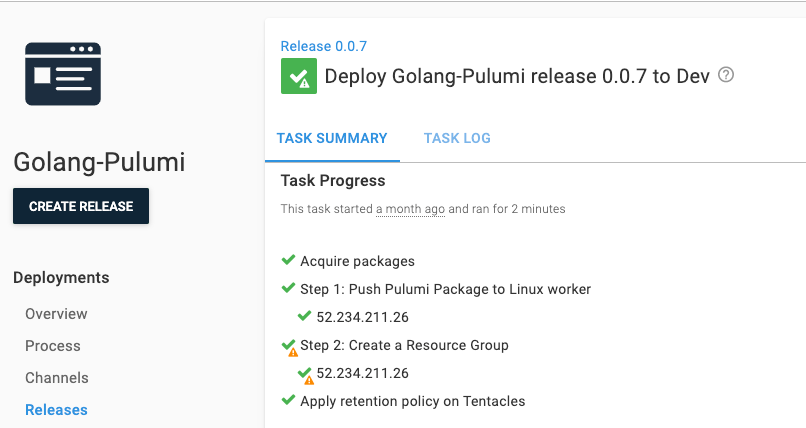 Golang-Pulumi
CREATE RELEASE
Deployments
Overview
Process
Channels
Releases
Release 0.0.7
Deploy Golang-Pulumi release 0.0.7 to Dev ?
TASK SUMMARY TASK LOG
Task Progress
This task started a month ago and ran for 2 minutes
Acquire packages
Step 1: Push Pulumi Package to Linux worker
52.234.211.26
Step 2: Create a Resource Group
52.234.211.26
Apply retention policy on Tentacles